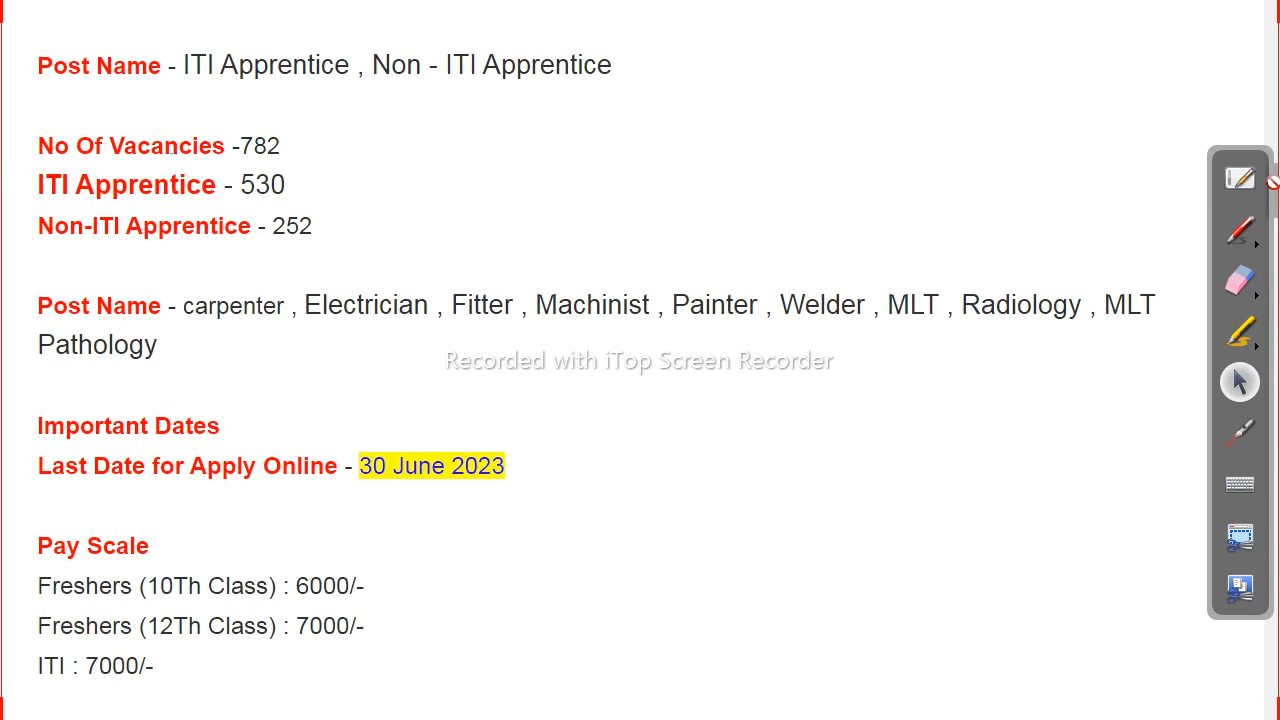 Post Name - ITI Apprentice , Non - ITI Apprentice
No Of Vacancies -782
ITI Apprentice - 530
Non-ITI Apprentice - 252
Post Name - carpenter , Electrician , Fitter , Machinist , Painter , Welder , MLT , Radiology , MLT
Pathology
Recorded with iTop Screen Recorder
Important Dates
Last Date for Apply Online - 30 June 2023
Pay Scale
Freshers (10Th Class) : 6000/-
Freshers (12Th Class) : 7000/-
ITI : 7000/-